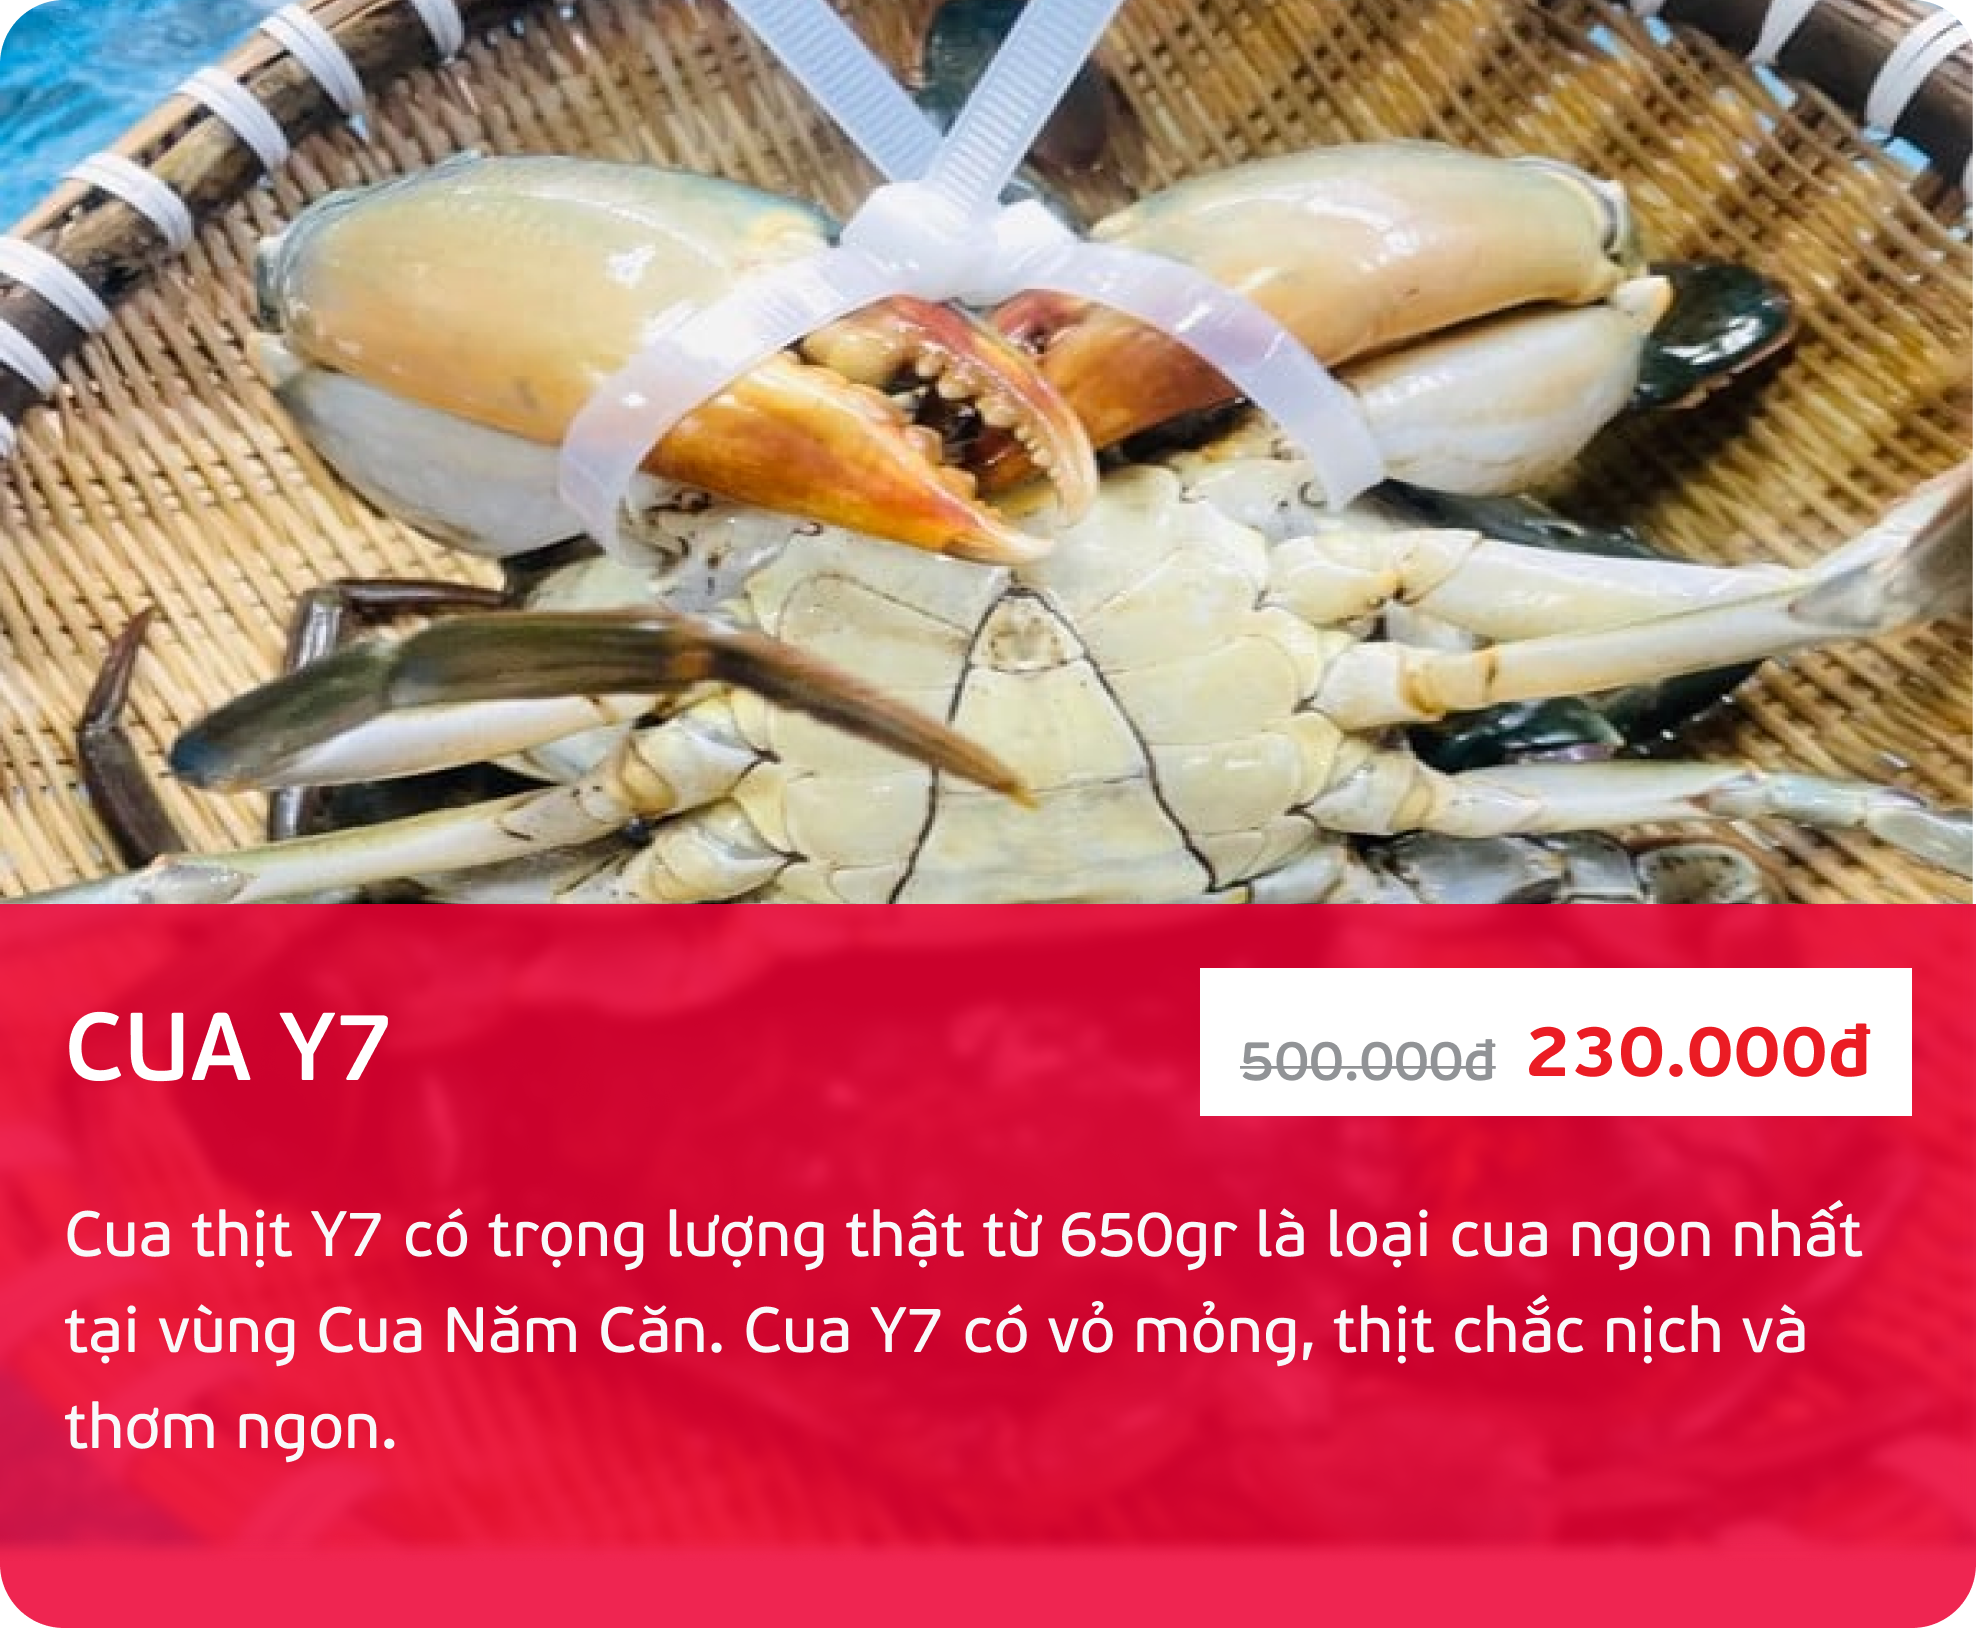 CUA Y7
500.000đ 230.000đ
Cua thịt Y7 có trọng lượng thật từ 650gr là loại cua ngon nhất
tại vùng Cua Năm Căn. Cua Y7 có vỏ mỏng, thịt chắc nịch và
thơm ngon.